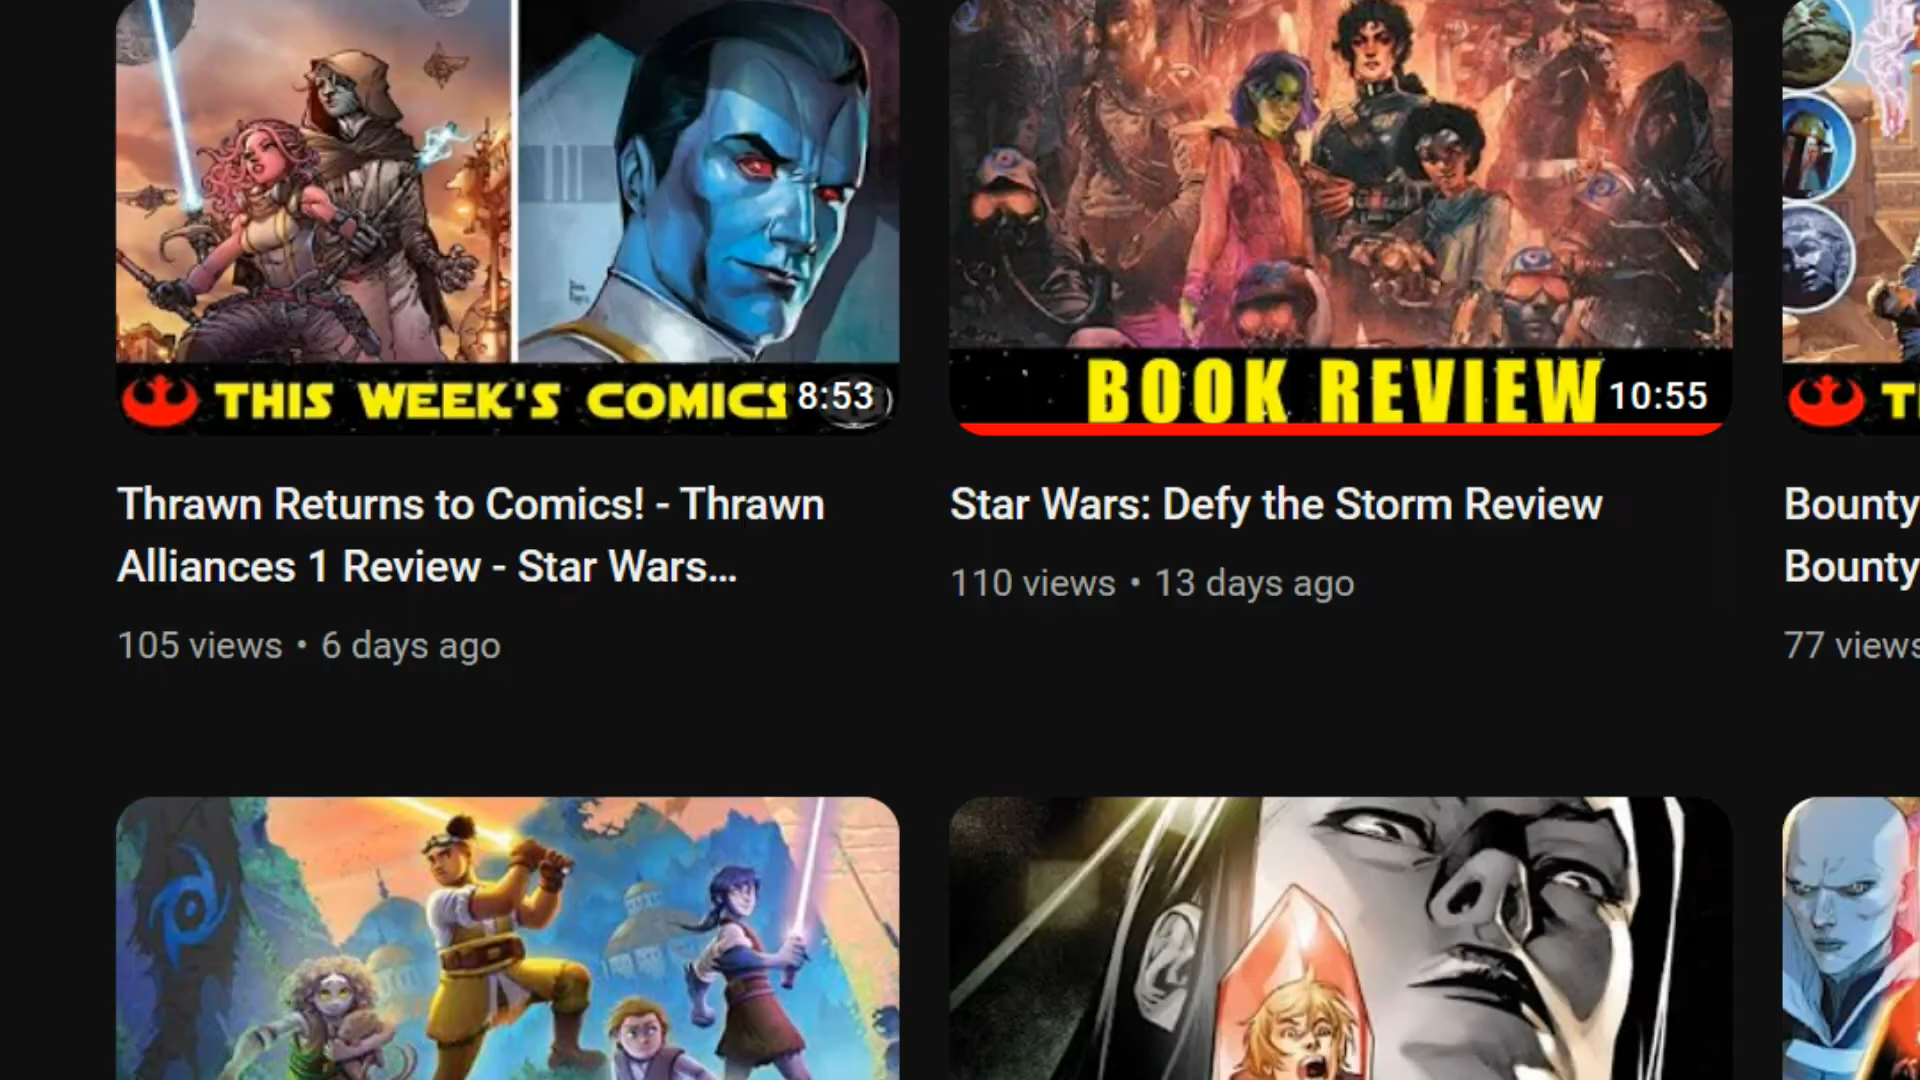 THIS WEEK'S COMICS 8:53
BOOK REVIEW 10:55
Thrawn Returns to Comics! - Thrawn
Alliances 1 Review - Star Wars...
105 views • 6 days ago
Star Wars: Defy the Storm Review
110 views • 13 days ago
Bounty
Bounty
77 views